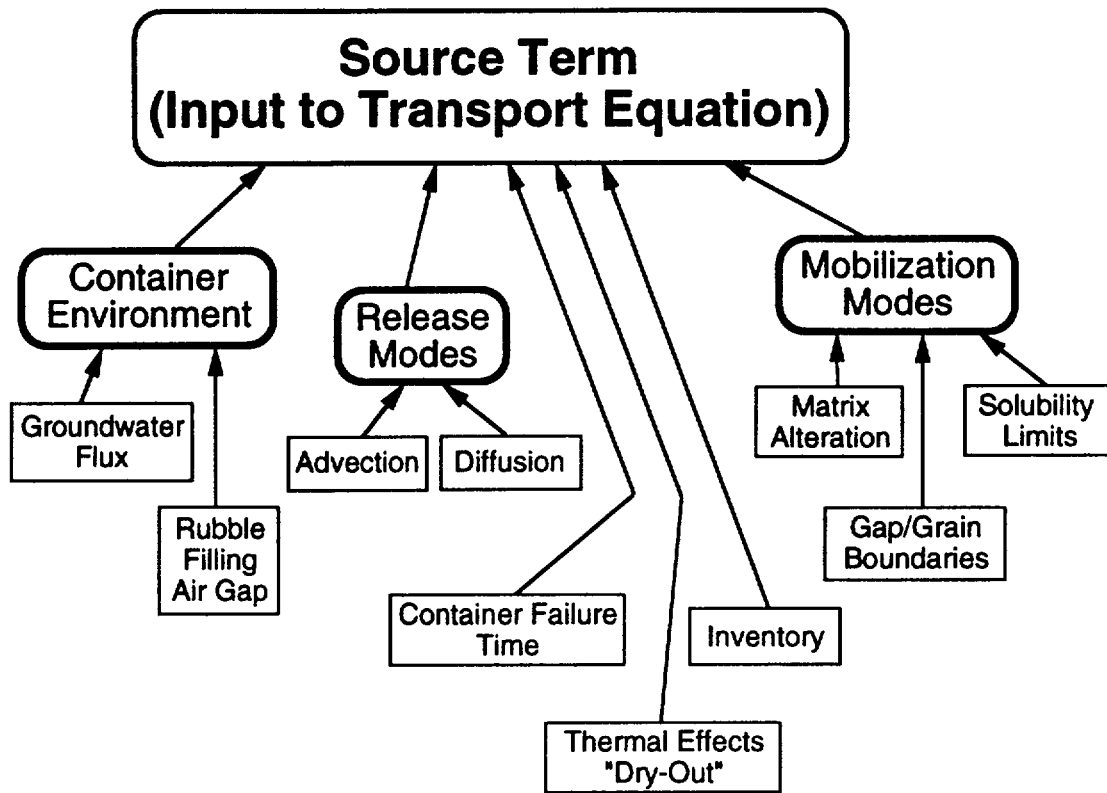 Source Term
(Input to Transport Equation)
Container
Environment
Release
Modes
Mobilization
Modes
Groundwater
Flux
Rubble
Filling
Air Gap
Advection
Diffusion
Container Failure
Time
Thermal Effects
"Dry-Out"
Inventory
Matrix
Alteration
Gap/Grain
Boundaries
Solubility
Limits